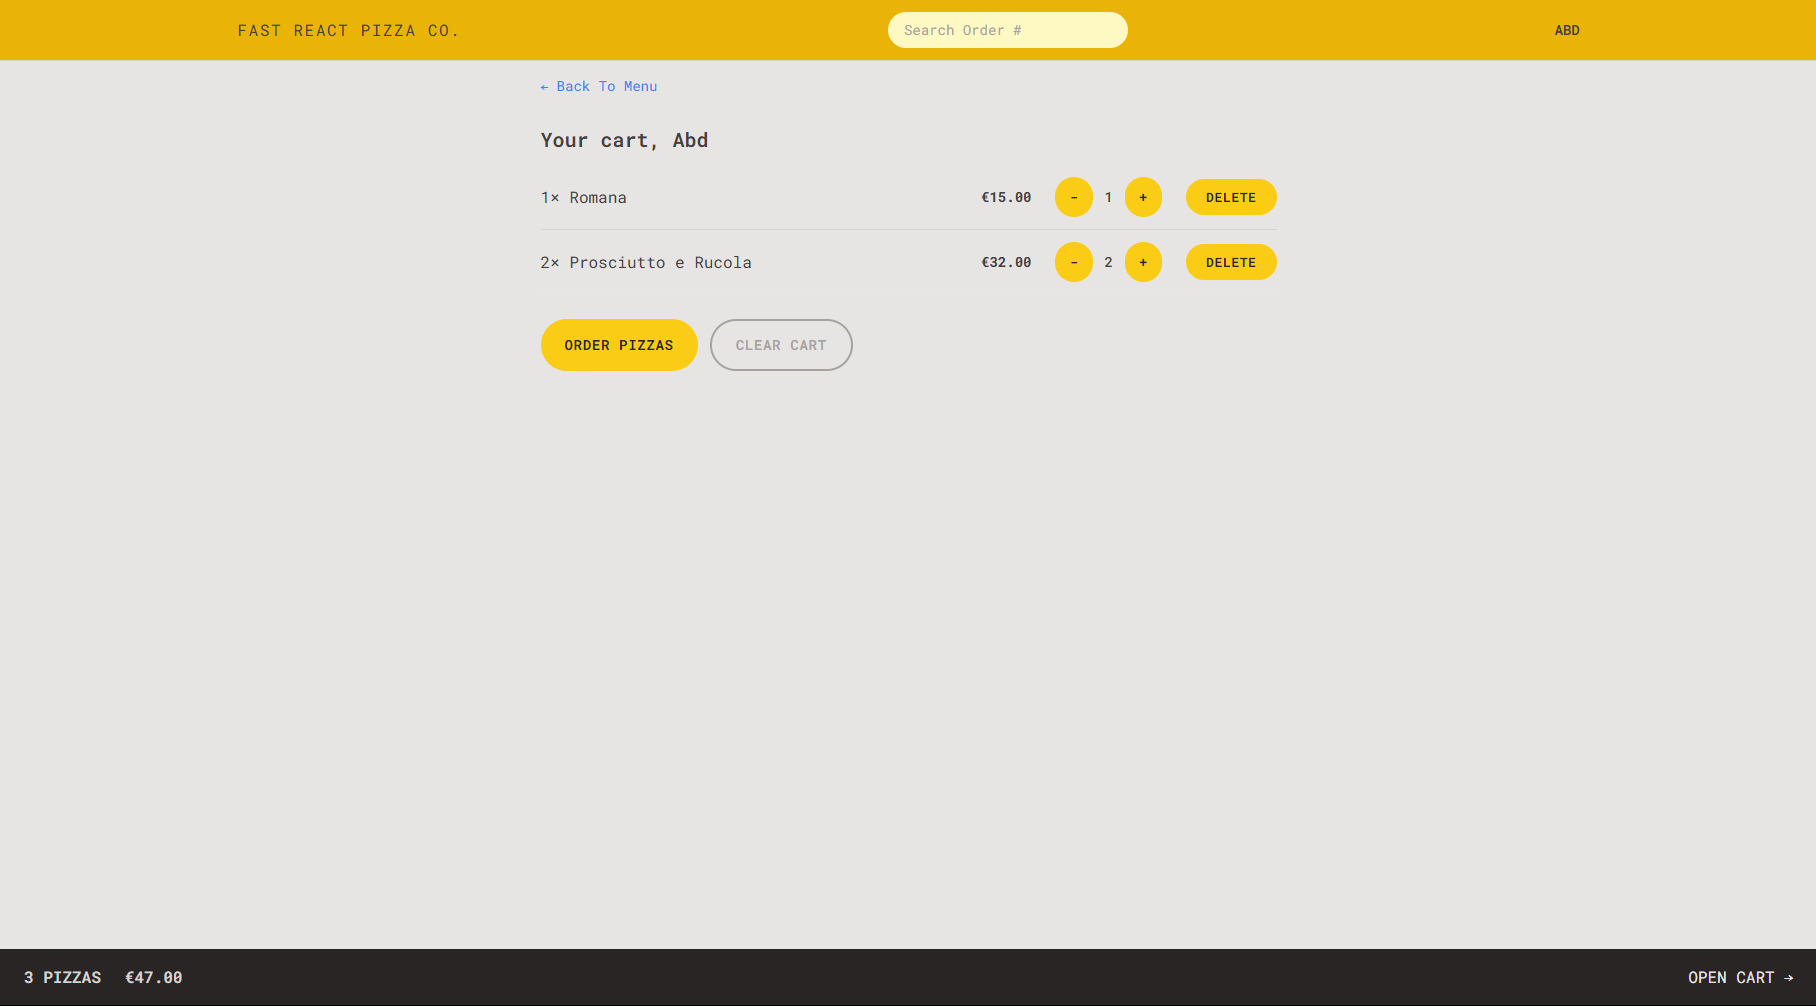 FAST REACT PIZZA CO.
Search Order #
ABD
← Back To Menu
Your cart, Abd
1× Romana €15.00 - 1 + DELETE
2× Prosciutto e Rucola €32.00 - 2 + DELETE
ORDER PIZZAS CLEAR CART
3 PIZZAS €47.00 OPEN CART →